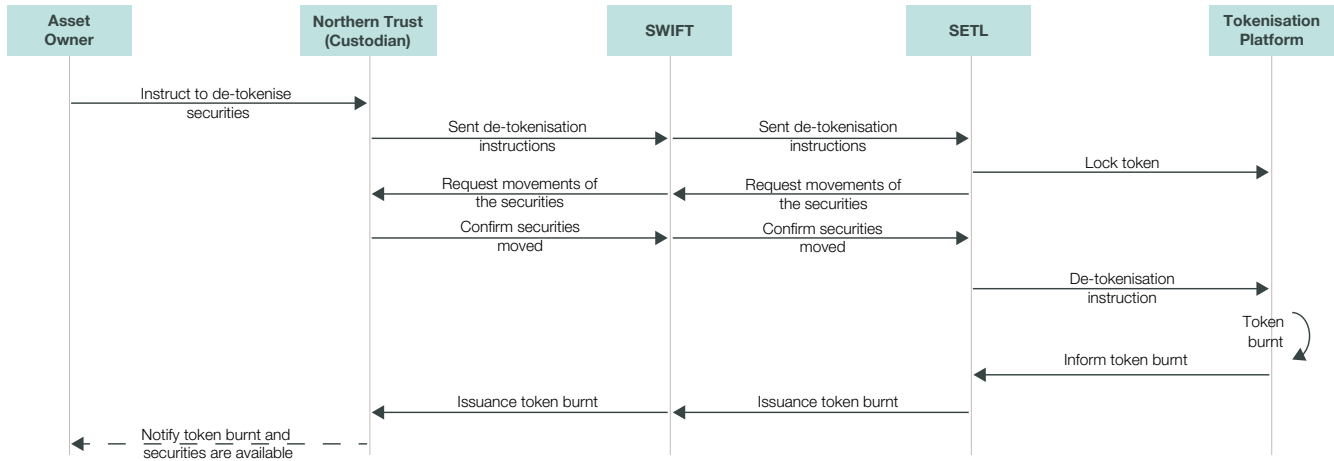 Asset
Owner
Northern Trust
(Custodian)
SWIFT
SETL
Tokenisation
Platform
Instruct to de-tokenise
securities
Sent de-tokenisation
instructions
Sent de-tokenisation
instructions
Lock token
Request movements of
the securities
Request movements of
the securities
Confirm securities
moved
Confirm securities
moved
De-tokenisation
instruction
Token
burnt
Inform token burnt
Issuance token burnt
Issuance token burnt
Notify token burnt and
securities are available